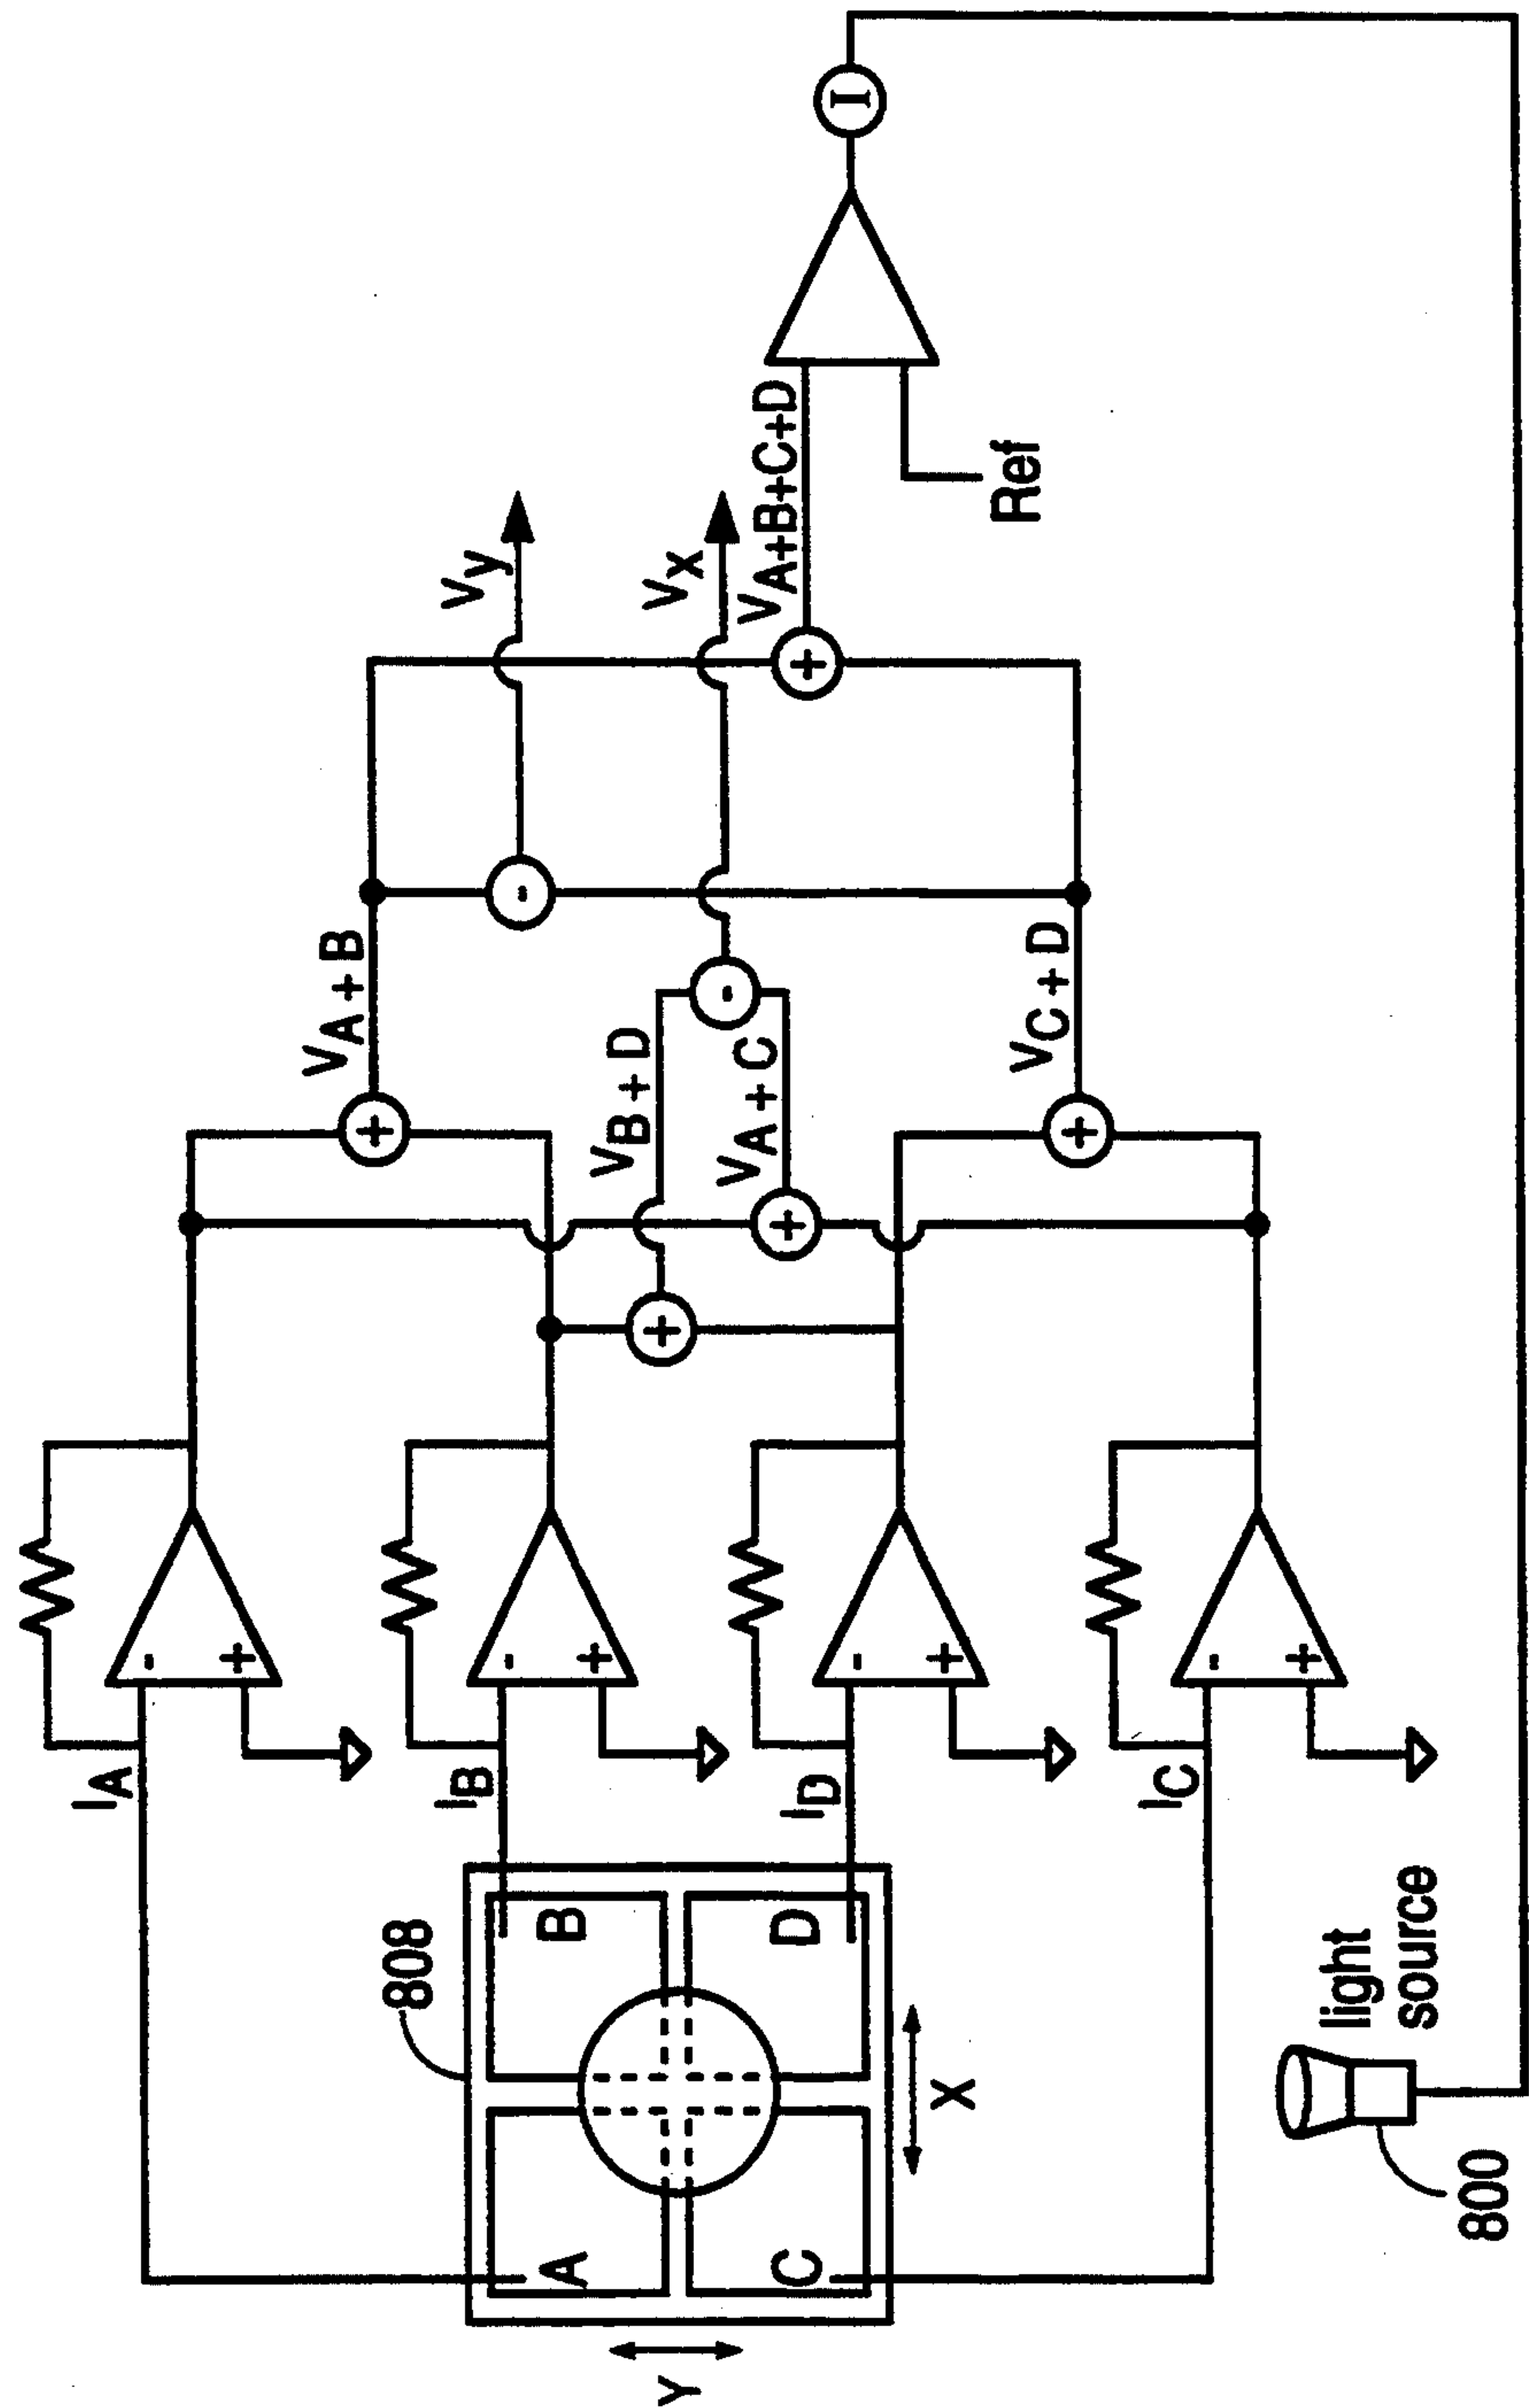 808
A
B
C
D
Y
X
I_A
I_B
I_D
I_C
-
+
-
+
-
+
-
+
+
+
+
+
V_A + B
V_B + D
V_A + C
V_C + D
-
-
V_y
V_x
+
V_A+B+C+D
Ref
I
light
source
800